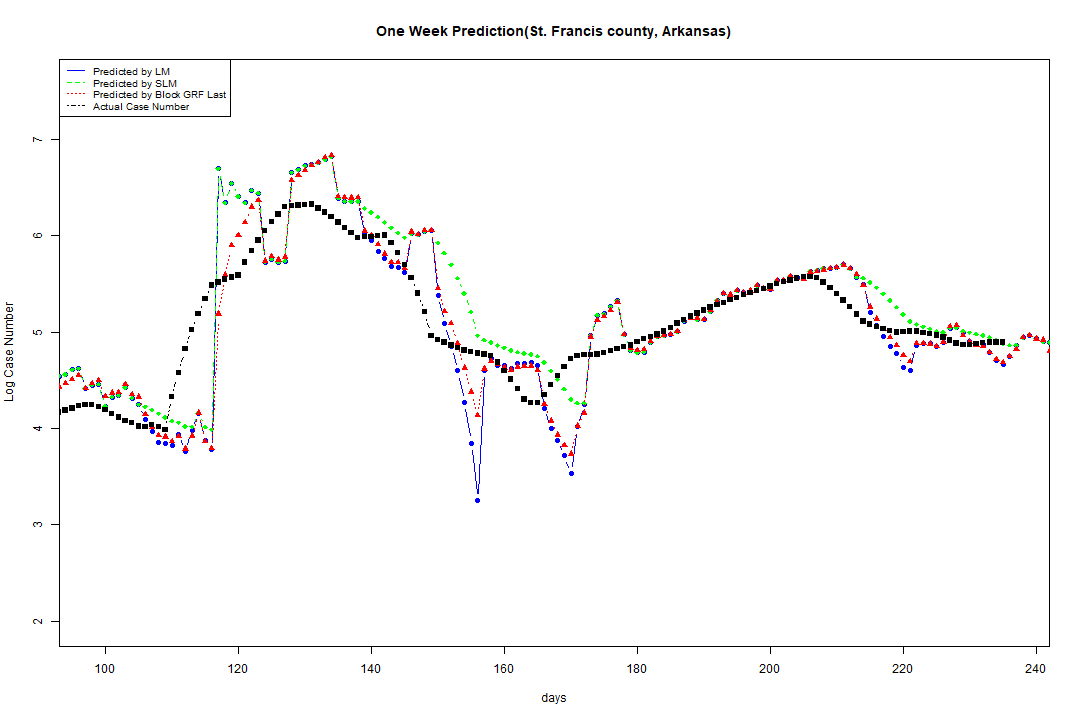 One Week Prediction(St. Francis county, Arkansas)
Predicted by LM
Predicted by SLM
Predicted by Block GRF Last
Actual Case Number
7
6
5
4
3
2
Log Case Number
100 120 140 160 180 200 220 240
days